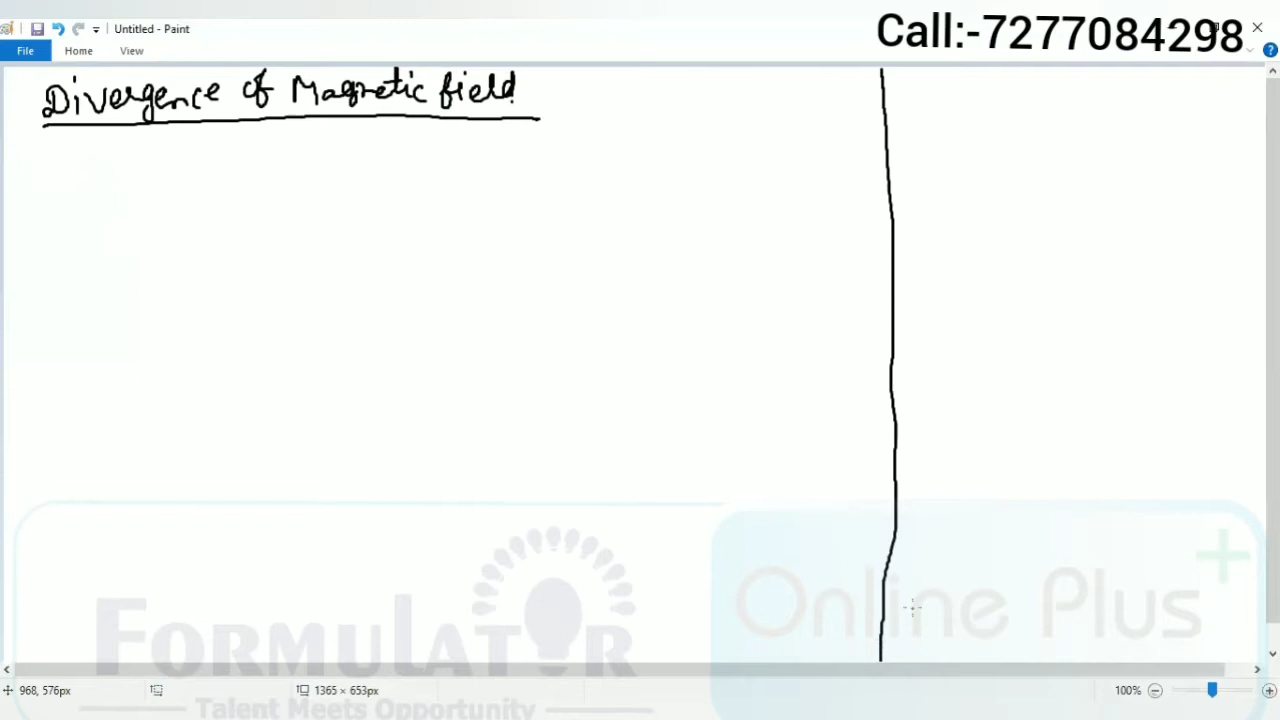 Untitled - Paint
Call:-7277084298
File Home View
Divergence of Magnetic field
FORMULATOR
Online Plus+
968, 576px
1365 × 653px
100%
Talent Meets Opportunity